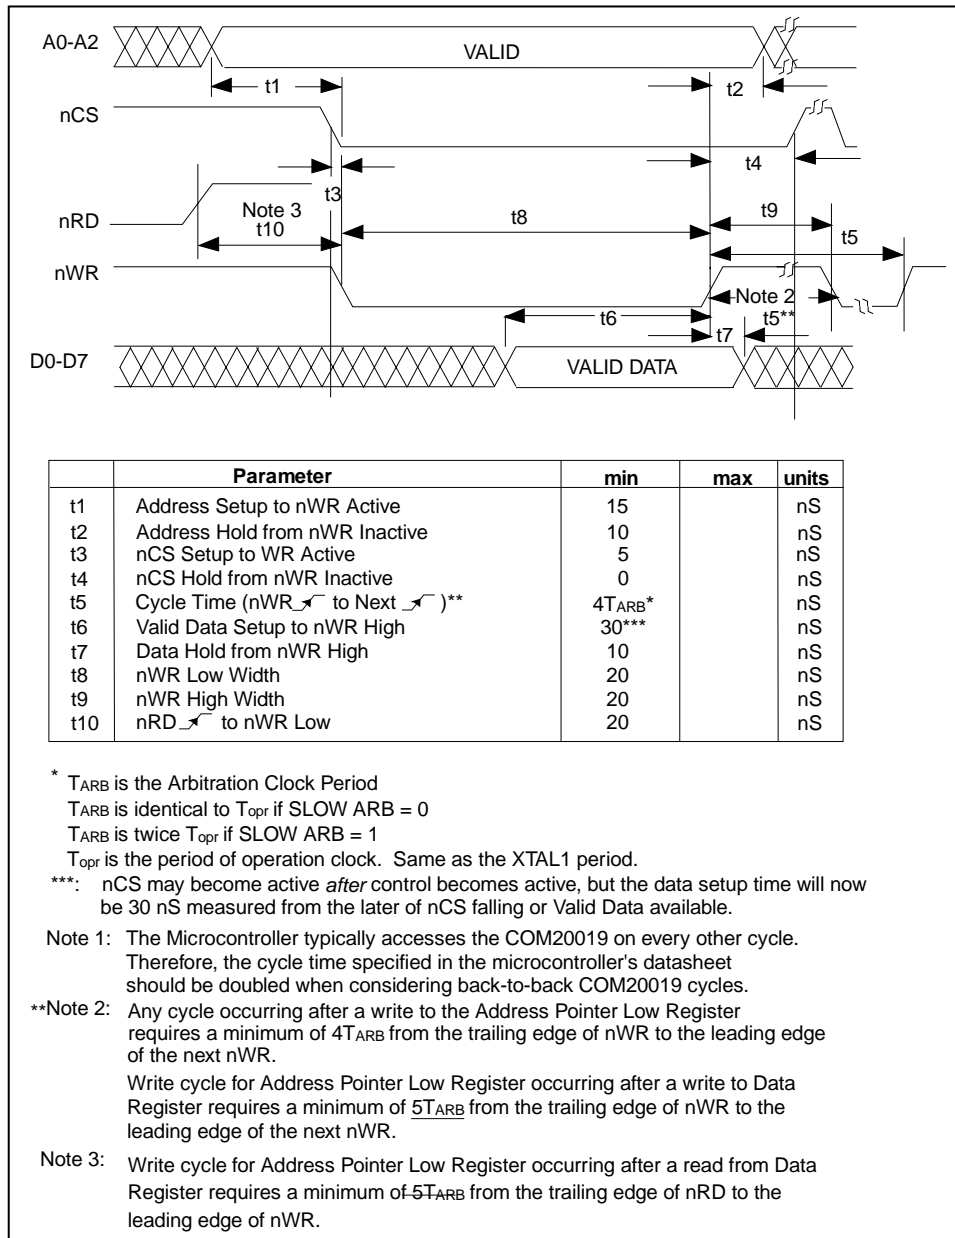 A0-A2
VALID
t1
t2
nCS
t4
t3
nRD
Note 3
t10
t8
t9
t5
nWR
Note 2
t5**
t6
t7
D0-D7
VALID DATA
Parameter min max units
t1 Address Setup to nWR Active 15 nS
t2 Address Hold from nWR Inactive 10 nS
t3 nCS Setup to WR Active 5 nS
t4 nCS Hold from nWR Inactive 0 nS
t5 Cycle Time (nWR to Next )** 4TARB* nS
t6 Valid Data Setup to nWR High 30*** nS
t7 Data Hold from nWR High 10 nS
t8 nWR Low Width 20 nS
t9 nWR High Width 20 nS
t10 nRD to nWR Low 20 nS
* TARB is the Arbitration Clock Period
TARB is identical to Topr if SLOW ARB = 0
TARB is twice Topr if SLOW ARB = 1
Topr is the period of operation clock. Same as the XTAL1 period.
***: nCS may become active after control becomes active, but the data setup time will now
be 30 nS measured from the later of nCS falling or Valid Data available.
Note 1: The Microcontroller typically accesses the COM20019 on every other cycle.
Therefore, the cycle time specified in the microcontroller's datasheet
should be doubled when considering back-to-back COM20019 cycles.
**Note 2: Any cycle occurring after a write to the Address Pointer Low Register
requires a minimum of 4TARB from the trailing edge of nWR to the leading edge
of the next nWR.
Write cycle for Address Pointer Low Register occurring after a write to Data
Register requires a minimum of 5TARB from the trailing edge of nWR to the
leading edge of the next nWR.
Note 3: Write cycle for Address Pointer Low Register occurring after a read from Data
Register requires a minimum of 5TARB from the trailing edge of nRD to the
leading edge of nWR.